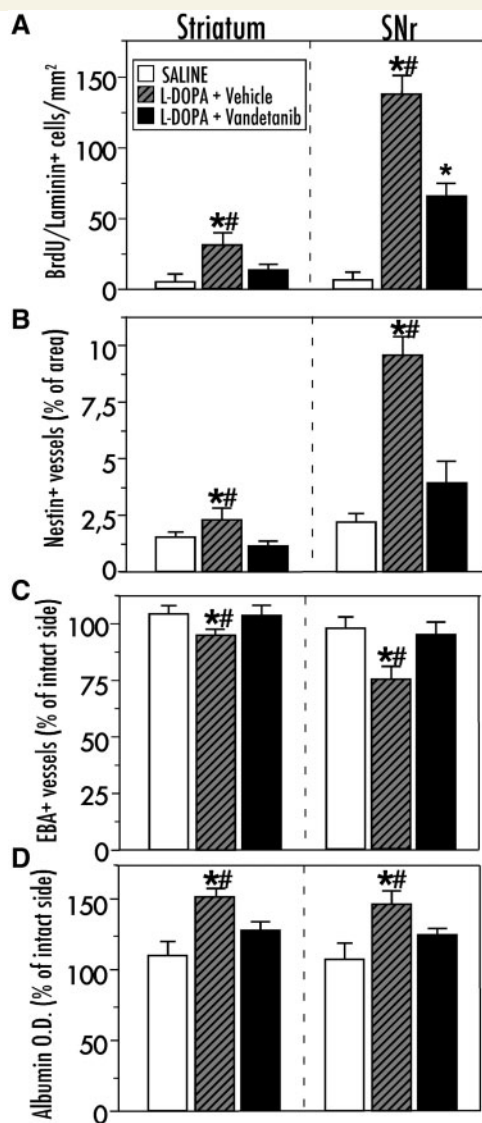 A
Striatum
SNr
BrdU/Laminin+ cells/mm²
150
100
50
0
SALINE
L-DOPA + Vehicle
L-DOPA + Vandetanib
*#
*#
*
B
Nestin+ vessels (% of area)
10
7,5
5
2,5
0
*#
*#
C
EBA+ vessels (% of intact side)
100
75
50
25
0
*#
*#
D
Albumin O.D. (% of intact side)
150
100
50
0
*#
*#